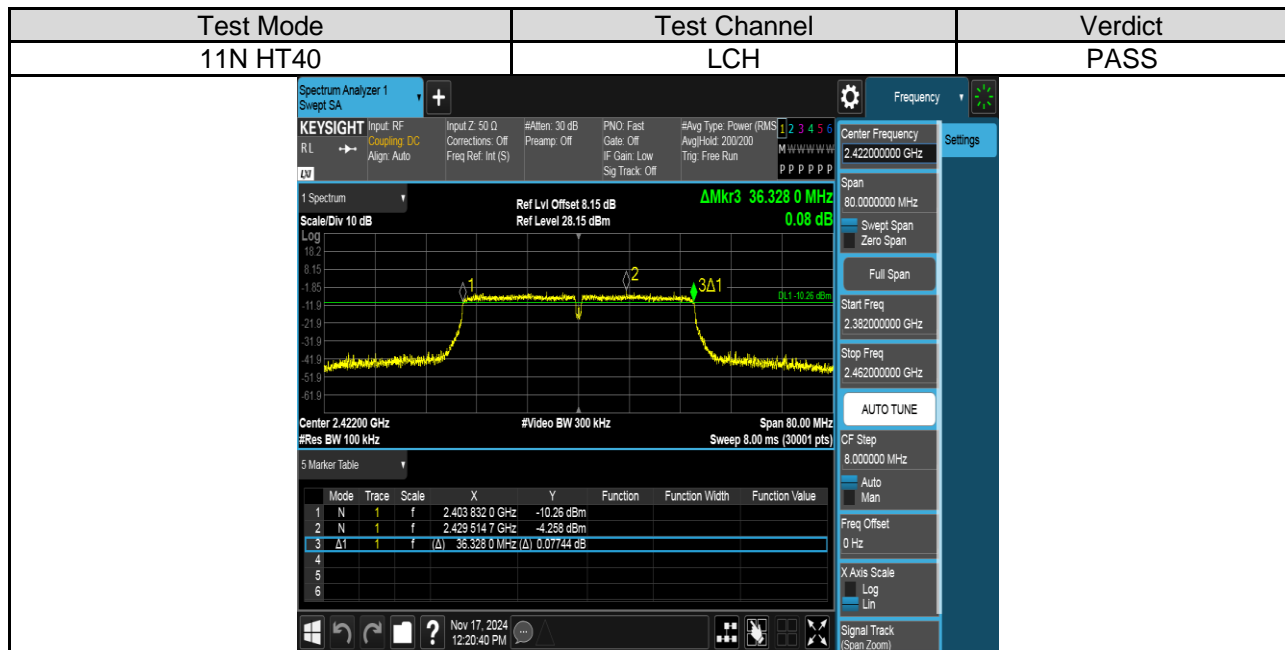 Test Mode Test Channel Verdict
11N HT40 LCH PASS
Spectrum Analyzer 1
Swept SA
Frequency
KEYSIGHT Input: RF Input Z: 50 Ω #Atten: 30 dB PNO: Fast #Avg Type: Power (RMS 1 2 3 4 5 6
RL Coupling: DC Corrections: Off Preamp: Off Gate: Off Avg|Hold: 200/200 M W W W W W
Align: Auto Freq Ref: Int (S) IF Gain: Low Trig: Free Run
LXI Sig Track: Off P P P P P P
Center Frequency
2.422000000 GHz
Settings
1 Spectrum
Ref Lvl Offset 8.15 dB ΔMkr3 36.328 0 MHz
Scale/Div 10 dB Ref Level 28.15 dBm 0.08 dB
Log
18.2
8.15
-1.85
-11.9
-21.9
-31.9
-41.9
-51.9
-61.9
1
2
3Δ1
DL1 -10.26 dBm
Center 2.42200 GHz #Video BW 300 kHz Span 80.00 MHz
#Res BW 100 kHz Sweep 8.00 ms (30001 pts)
Span
80.0000000 MHz
Swept Span
Zero Span
Full Span
Start Freq
2.382000000 GHz
Stop Freq
2.462000000 GHz
AUTO TUNE
CF Step
8.000000 MHz
Auto
Man
Freq Offset
0 Hz
X Axis Scale
Log
Lin
Signal Track
(Span Zoom)
5 Marker Table
Mode Trace Scale X Y Function Function Width Function Value
1 N 1 f 2.403 832 0 GHz -10.26 dBm
2 N 1 f 2.429 514 7 GHz -4.258 dBm
3 Δ1 1 f (Δ) 36.328 0 MHz (Δ) 0.07744 dB
4
5
6
Nov 17, 2024
12:20:40 PM